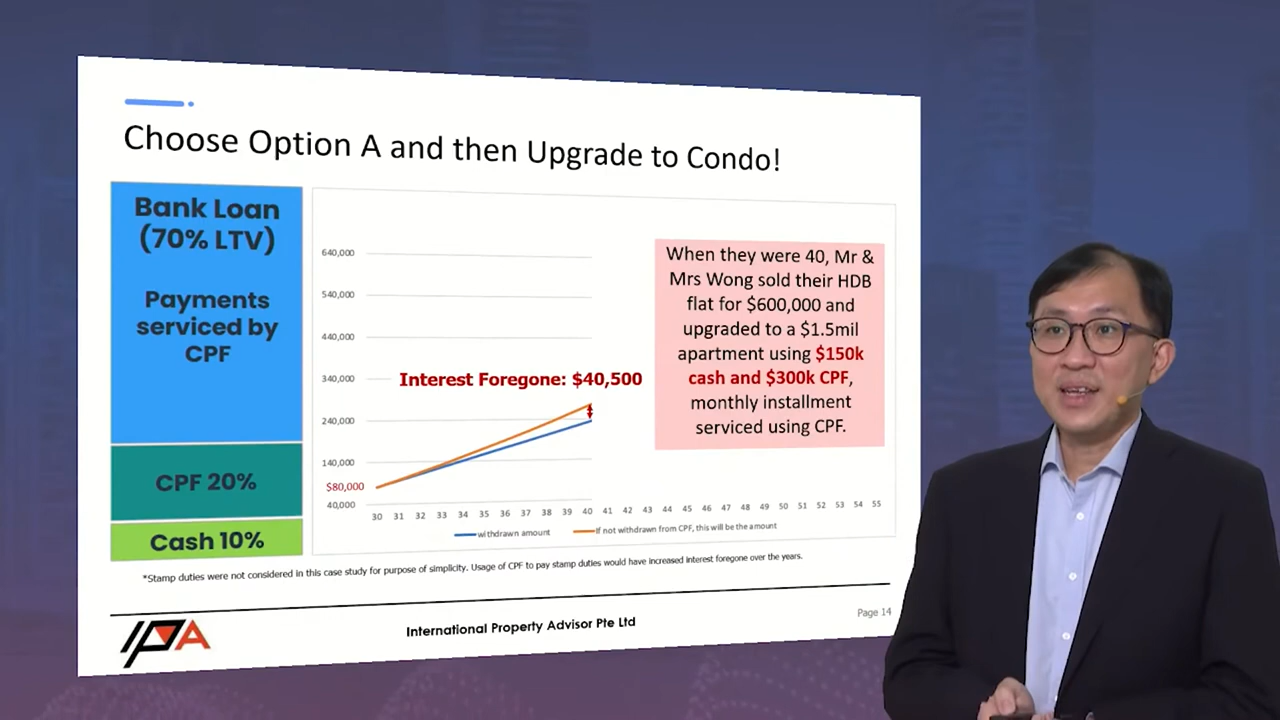 Choose Option A and then Upgrade to Condo!
Bank Loan
(70% LTV)
Payments
serviced by
CPF
CPF 20%
Cash 10%
640,000
540,000
440,000
340,000
240,000
140,000
$80,000
40,000
Interest Foregone: $40,500
30 31 32 33 34 35 36 37 38 39 40 41 42 43 44 45 46 47 48 49 50 51 52 53 54 55
withdrawn amount
If not withdrawn from CPF, this will be the amount
When they were 40, Mr &
Mrs Wong sold their HDB
flat for $600,000 and
upgraded to a $1.5mil
apartment using $150k
cash and $300k CPF,
monthly installment
serviced using CPF.
*Stamp duties were not considered in this case study for purpose of simplicity. Usage of CPF to pay stamp duties would have increased interest foregone over the years.
IPA
International Property Advisor Pte Ltd
Page 14